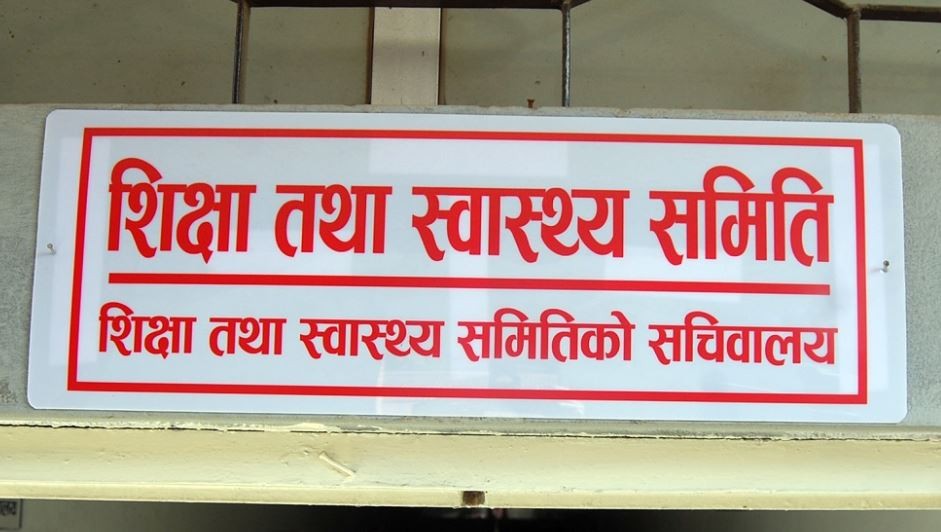 शिक्षा तथा स्वास्थ्य समिति
शिक्षा तथा स्वास्थ्य समितिको सचिवालय